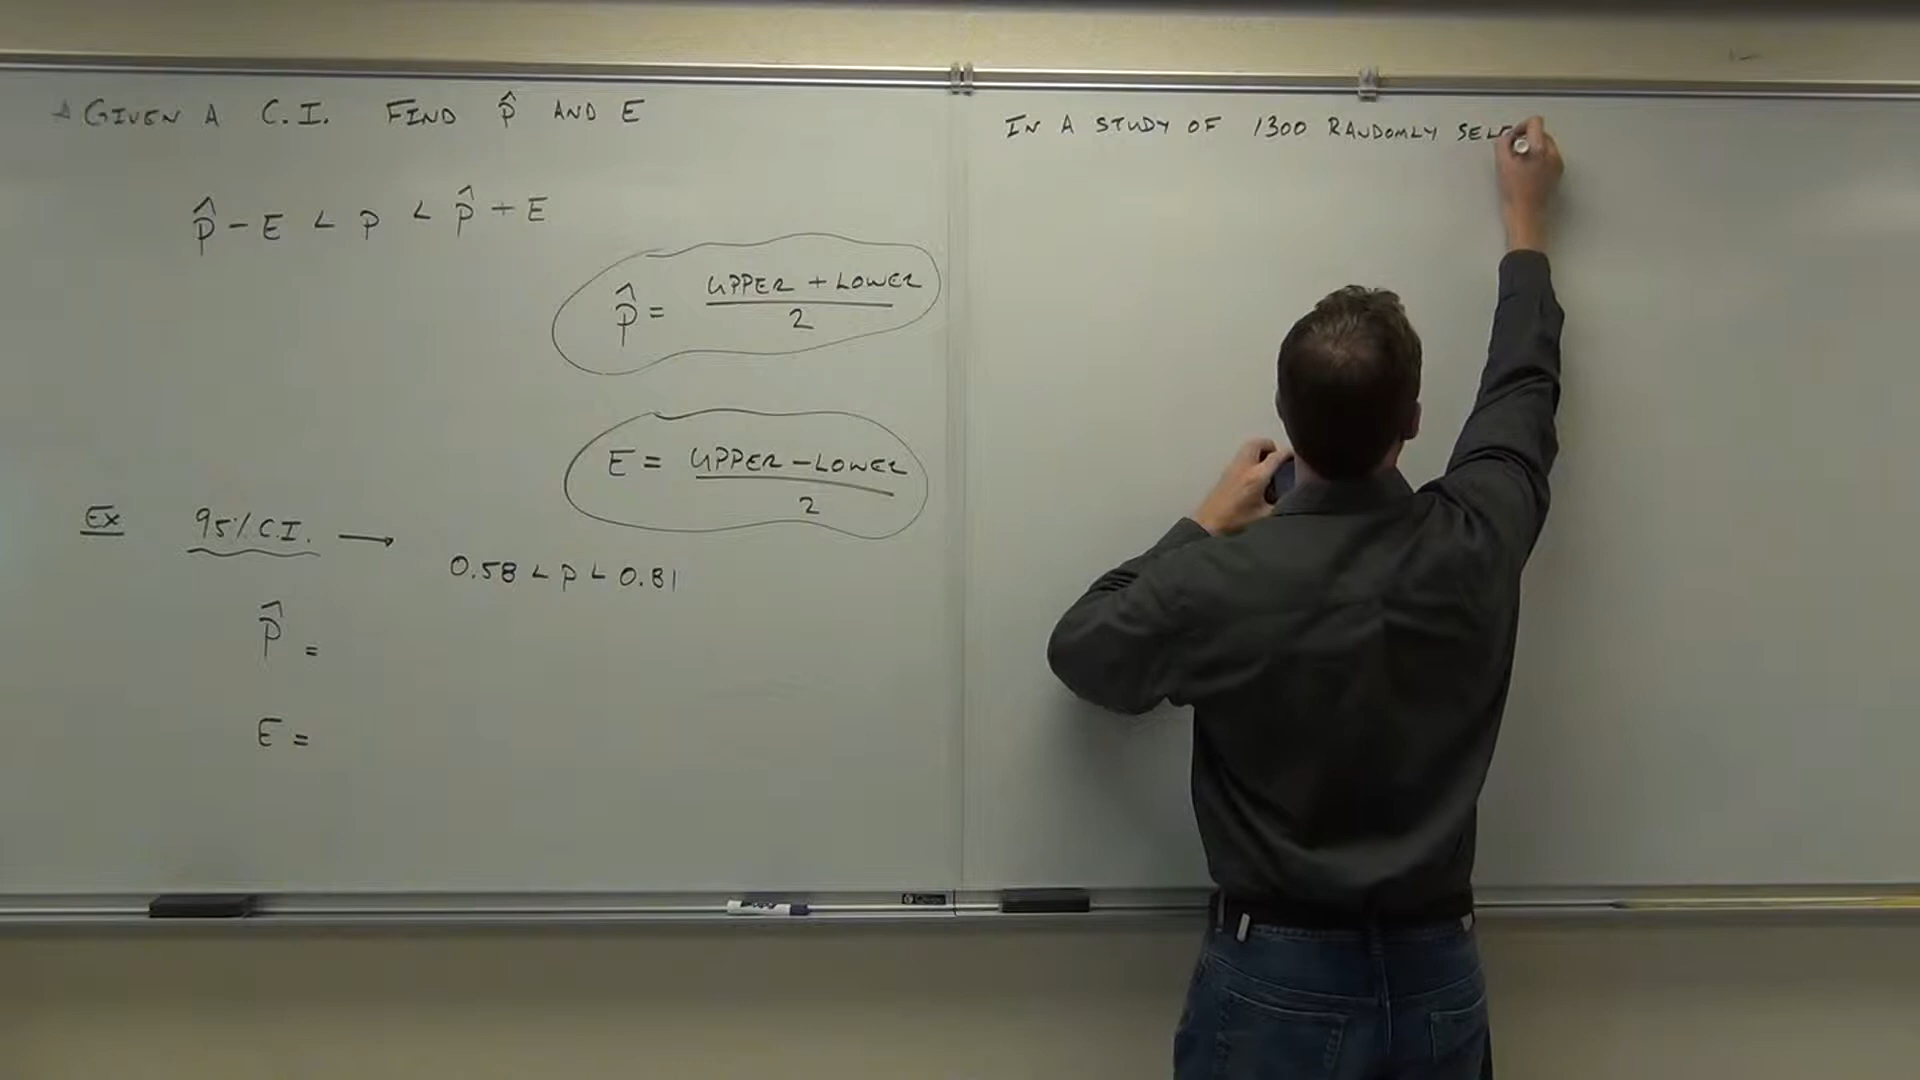 GIVEN A C.I. FIND p̂ AND E
p̂ - E < p < p̂ + E
p̂ = UPPER + LOWER
2
E = UPPER - LOWER
2
EX 95% C.I. →
0.58 < p < 0.81
p̂ =
E =
IN A STUDY OF 1300 RANDOMLY SELE